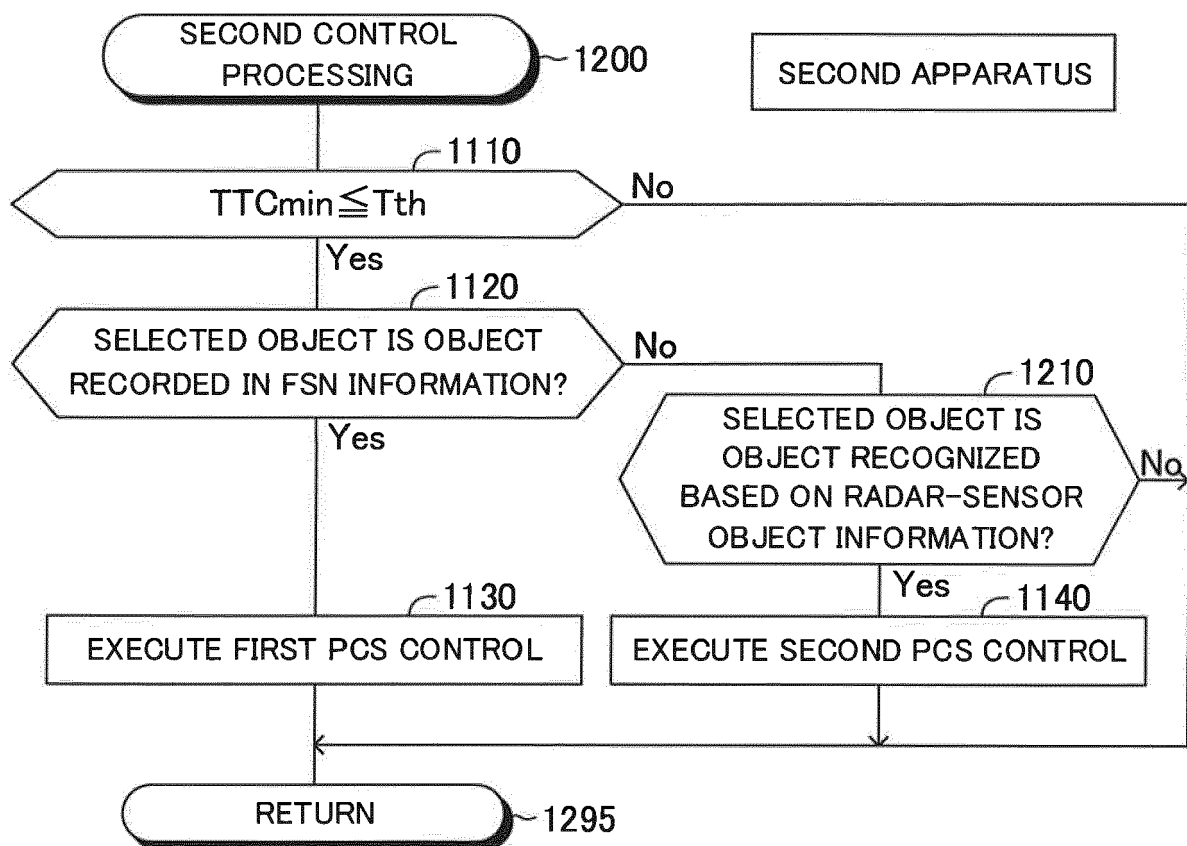 SECOND CONTROL
PROCESSING
1200
SECOND APPARATUS
1110
TTCmin≦Tth
No
Yes
1120
SELECTED OBJECT IS OBJECT
RECORDED IN FSN INFORMATION?
No
Yes
1210
SELECTED OBJECT IS
OBJECT RECOGNIZED
BASED ON RADAR-SENSOR
OBJECT INFORMATION?
No
Yes
1130
EXECUTE FIRST PCS CONTROL
1140
EXECUTE SECOND PCS CONTROL
RETURN
1295